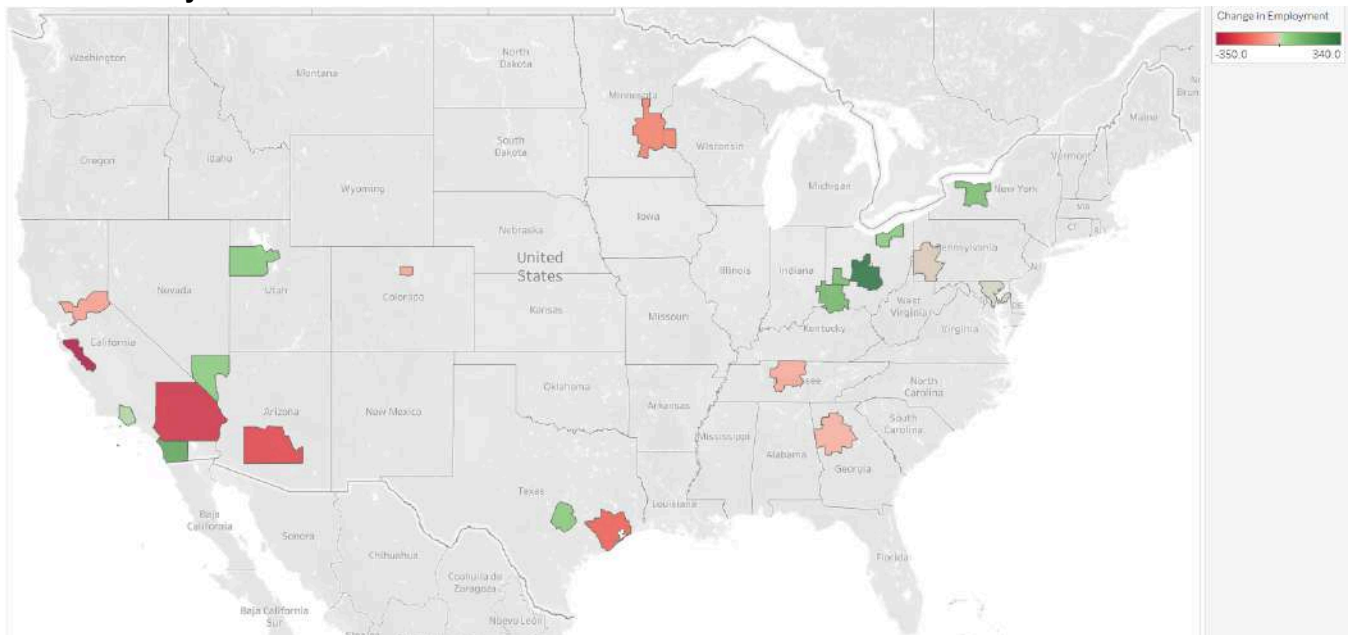 Change in Employment
-350.0 340.0
Washington
North
Dakota
Montana
Minnesota
Maine
Oregon
Idaho
South
Dakota
Wisconsin
Vermont
Michigan
New York
Wyoming
Iowa
MA
CT
Nebraska
Pennsylvania
United
States
Illinois
Indiana
NJ
Nevada
Utah
Colorado
Kansas
Missouri
West
Virginia
DE
Kentucky
Virginia
California
Oklahoma
North
Carolina
Arizona
New Mexico
Arkansas
South
Carolina
Mississippi
Alabama
Georgia
Texas
Louisiana
Baja
California
Sonora
Chihuahua
Florida
Coahuila de
Zaragoza
Baja California
Sur
Nuevo León